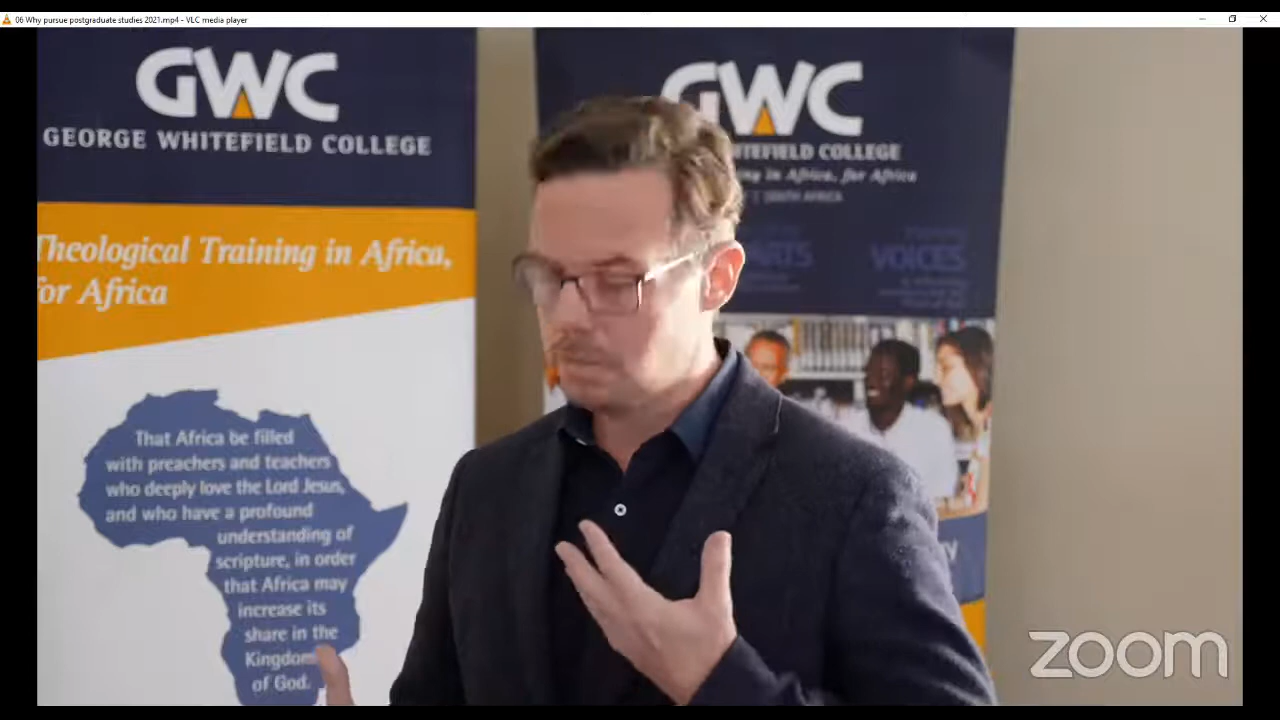 06 Why pursue postgraduate studies 2021.mp4 - VLC media player
GWC
GEORGE WHITEFIELD COLLEGE
Theological Training in Africa,
for Africa
That Africa be filled
with preachers and teachers
who deeply love the Lord Jesus,
and who have a profound
understanding of
scripture, in order
that Africa may
increase its
share in the
Kingdom
of God.
GWC
COLLEGE
in Africa, for Africa
SOUTH AFRICA
VOICES
zoom